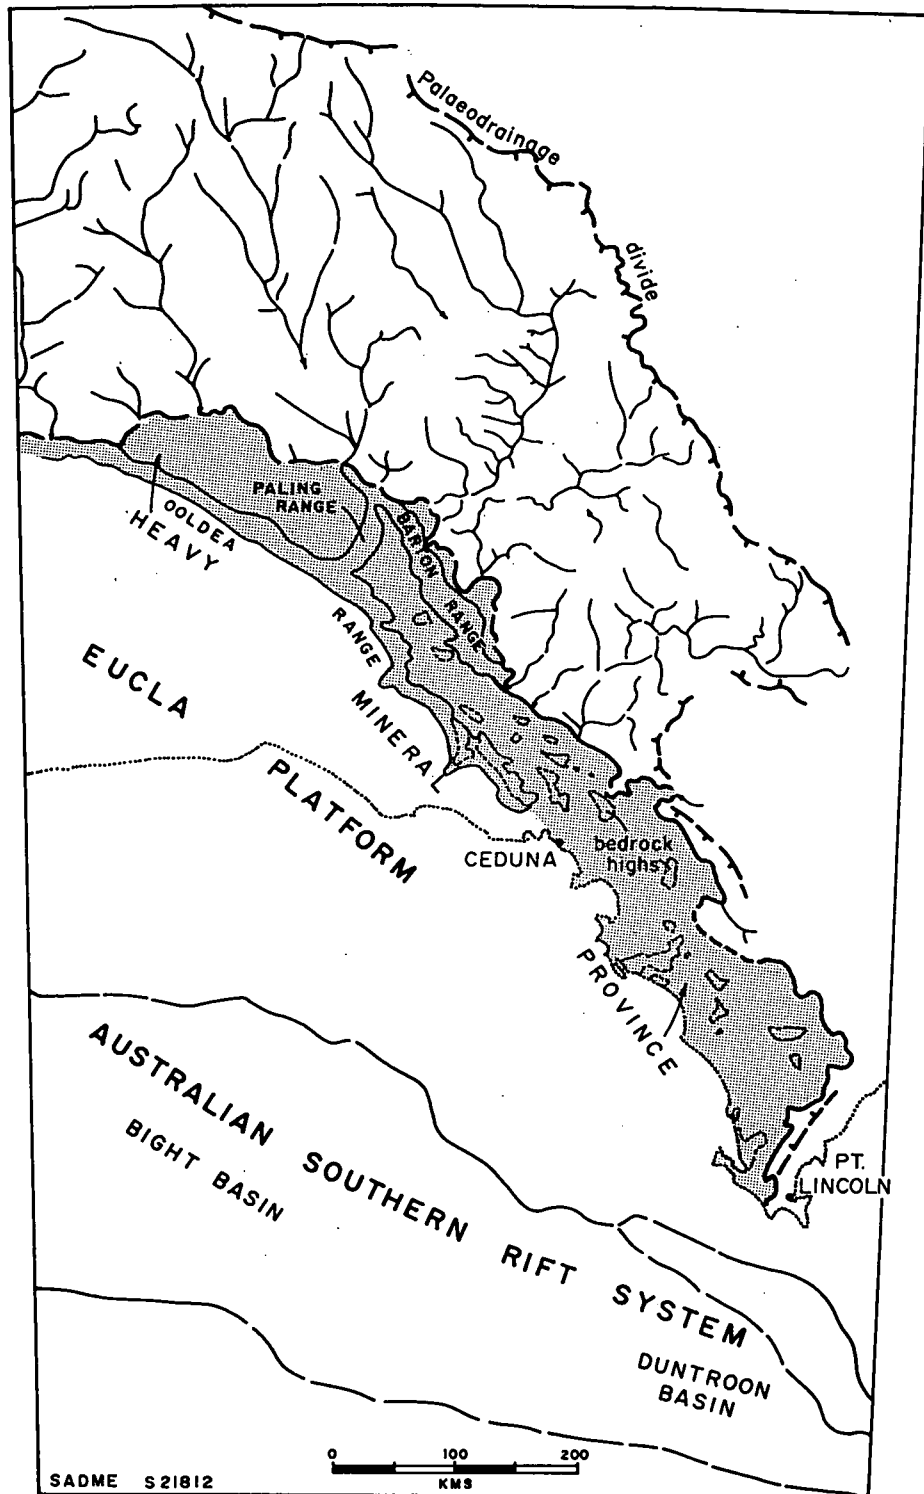 Palaeodrainage
divide
PALING
RANGE
BARTON
RANGE
OOLDEA
RANGE
HEAVY
MINERAL
PROVINCE
EUCLA
PLATFORM
CEDUNA
bedrock
highs
AUSTRALIAN SOUTHERN RIFT SYSTEM
BIGHT BASIN
PT.
LINCOLN
DUNTROON
BASIN
0 100 200
KMS
SADME S21812